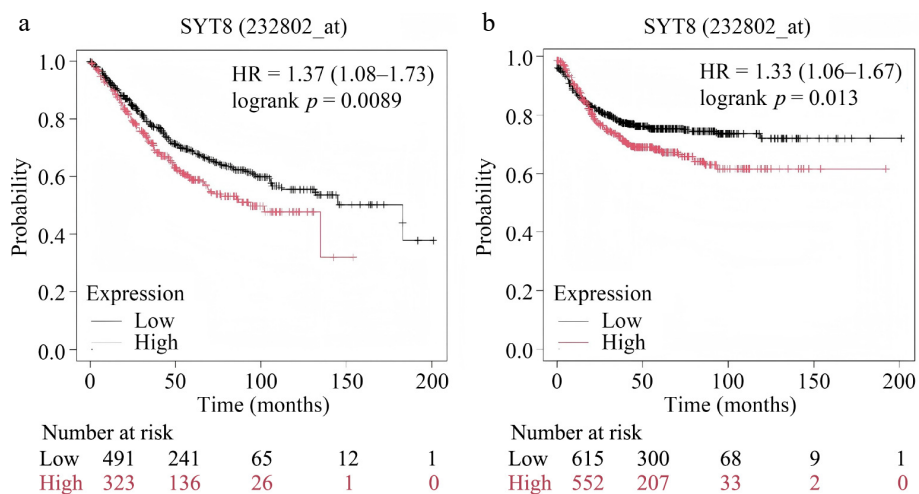 a
SYT8 (232802_at)
HR = 1.37 (1.08–1.73)
logrank p = 0.0089
Probability
1.0
0.8
0.6
0.4
0.2
0.0
Expression
Low
High
0 50 100 150 200
Time (months)
Number at risk
Low 491 241 65 12 1
High 323 136 26 1 0
b
SYT8 (232802_at)
HR = 1.33 (1.06–1.67)
logrank p = 0.013
Probability
1.0
0.8
0.6
0.4
0.2
0.0
Expression
Low
High
0 50 100 150 200
Time (months)
Number at risk
Low 615 300 68 9 1
High 552 207 33 2 0